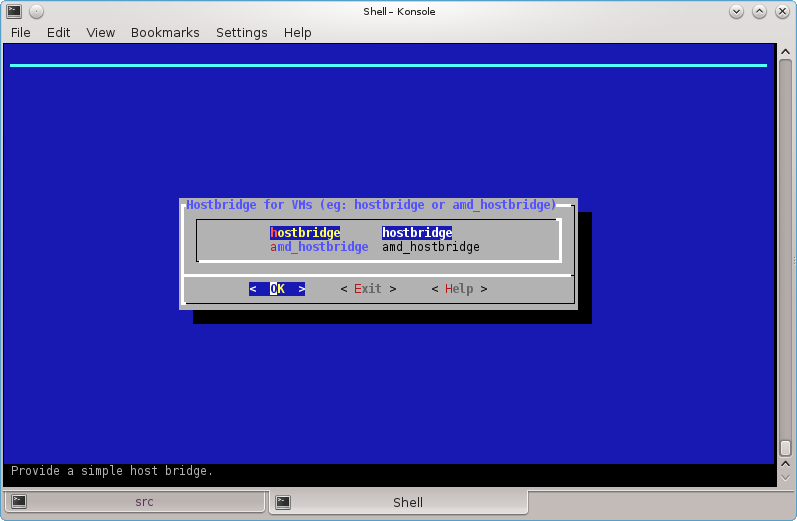 Shell – Konsole
File Edit View Bookmarks Settings Help
Hostbridge for VMs (eg: hostbridge or amd_hostbridge)
hostbridge hostbridge
amd_hostbridge amd_hostbridge
< OK > < Exit > < Help >
Provide a simple host bridge.
src Shell